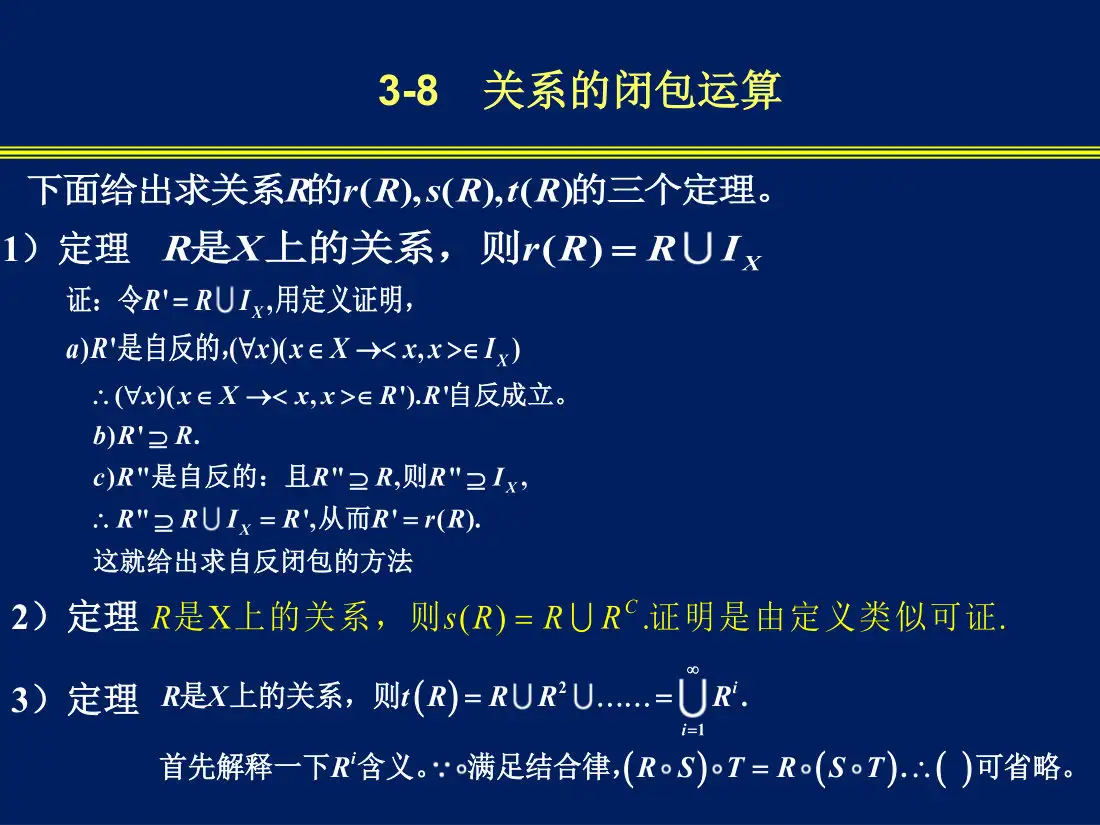 3-8 关系的闭包运算
下面给出求关系R的r(R),s(R),t(R)的三个定理。
1）定理 R是X上的关系，则r(R) = R⋃I_X
证：令R' = R⋃I_X,用定义证明,
a)R'是自反的,(∀x)(x∈X→<x,x>∈I_X)
∴(∀x)(x∈X→<x,x>∈R').R'自反成立。
b)R'⊇R.
c)R"是自反的：且R"⊇R,则R"⊇I_X,
∴R"⊇R⋃I_X = R',从而R' = r(R).
这就给出求自反闭包的方法
2）定理 R是X上的关系，则s(R) = R⋃R^C.证明是由定义类似可证.
3）定理 R是X上的关系，则t(R) = R⋃R²⋃……=⋃_{i=1}^{∞}R^i.
首先解释一下R^i含义。∵∘满足结合律,(R∘S)∘T = R∘(S∘T).∴( )可省略。